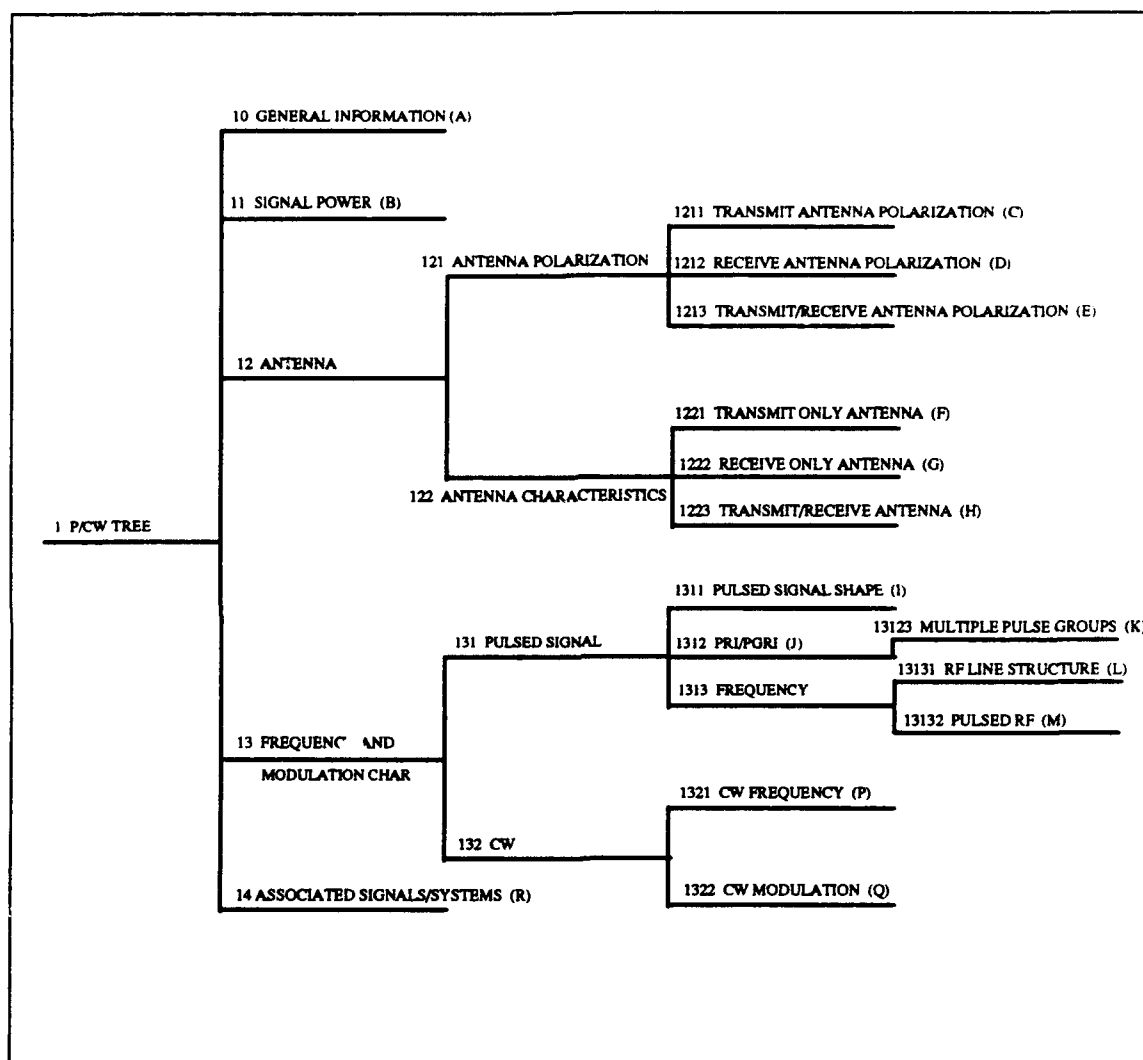 10 GENERAL INFORMATION (A)
11 SIGNAL POWER (B)
1211 TRANSMIT ANTENNA POLARIZATION (C)
121 ANTENNA POLARIZATION
1212 RECEIVE ANTENNA POLARIZATION (D)
1213 TRANSMIT/RECEIVE ANTENNA POLARIZATION (E)
12 ANTENNA
1221 TRANSMIT ONLY ANTENNA (F)
1222 RECEIVE ONLY ANTENNA (G)
122 ANTENNA CHARACTERISTICS
1223 TRANSMIT/RECEIVE ANTENNA (H)
1 P/CW TREE
1311 PULSED SIGNAL SHAPE (I)
13123 MULTIPLE PULSE GROUPS (K)
131 PULSED SIGNAL
1312 PRI/PGRI (J)
13131 RF LINE STRUCTURE (L)
1313 FREQUENCY
13132 PULSED RF (M)
13 AND
MODULATION CHAR
1321 CW FREQUENCY (P)
132 CW
1322 CW MODULATION (Q)
14 ASSOCIATED SIGNALS/SYSTEMS (R)